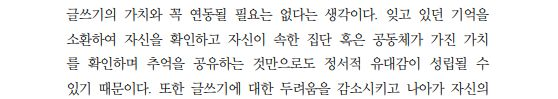 글쓰기의 가치와 꼭 연동될 필요는 없다는 생각이다. 잊고 있던 기억을
소환하여 자신을 확인하고 자신이 속한 집단 혹은 공동체가 가진 가치
를 확인하며 추억을 공유하는 것만으로도 정서적 유대감이 성립될 수
있기 때문이다. 또한 글쓰기에 대한 두려움을 감소시키고 나아가 자신의